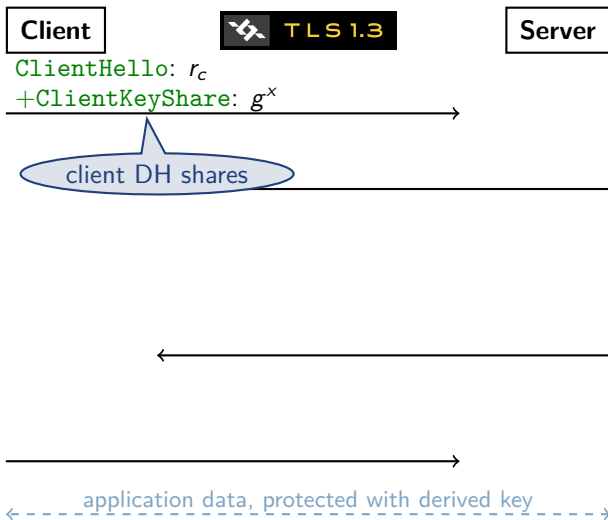 Client TLS 1.3 Server
ClientHello: r_c
+ClientKeyShare: g^x
client DH shares
application data, protected with derived key